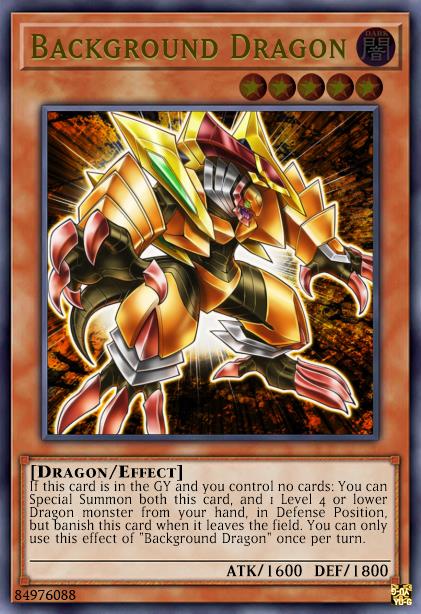 BACKGROUND DRAGON
DARK
闇
[DRAGON/EFFECT]
If this card is in the GY and you control no cards: You can
Special Summon both this card, and 1 Level 4 or lower
Dragon monster from your hand, in Defense Position,
but banish this card when it leaves the field. You can only
use this effect of "Background Dragon" once per turn.
ATK/1600 DEF/1800
84976088